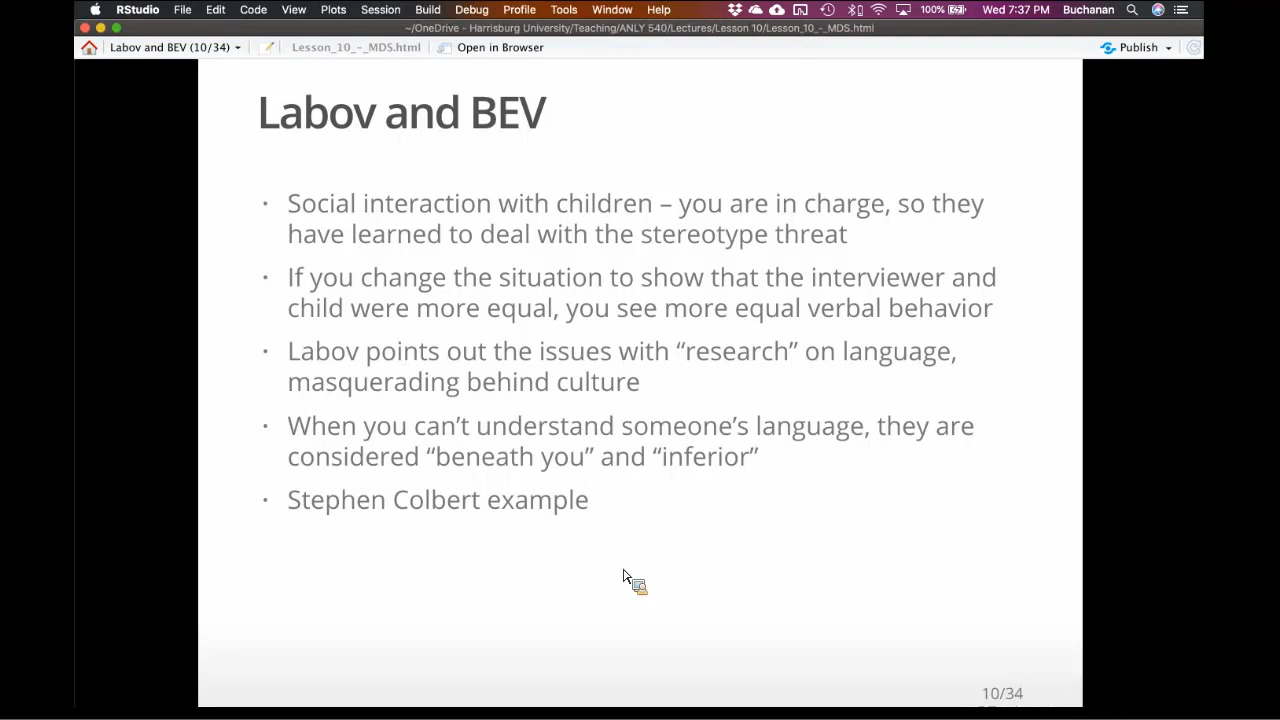 RStudio File Edit Code View Plots Session Build Debug Profile Tools Window Help 100% Wed 7:37 PM Buchanan
~/OneDrive - Harrisburg University/Teaching/ANLY 540/Lectures/Lesson 10/Lesson_10_-_MDS.html
Labov and BEV (10/34) Lesson_10_-_MDS.html Open in Browser Publish
Labov and BEV
· Social interaction with children – you are in charge, so they
have learned to deal with the stereotype threat
· If you change the situation to show that the interviewer and
child were more equal, you see more equal verbal behavior
· Labov points out the issues with “research” on language,
masquerading behind culture
· When you can’t understand someone’s language, they are
considered “beneath you” and “inferior”
· Stephen Colbert example
10/34